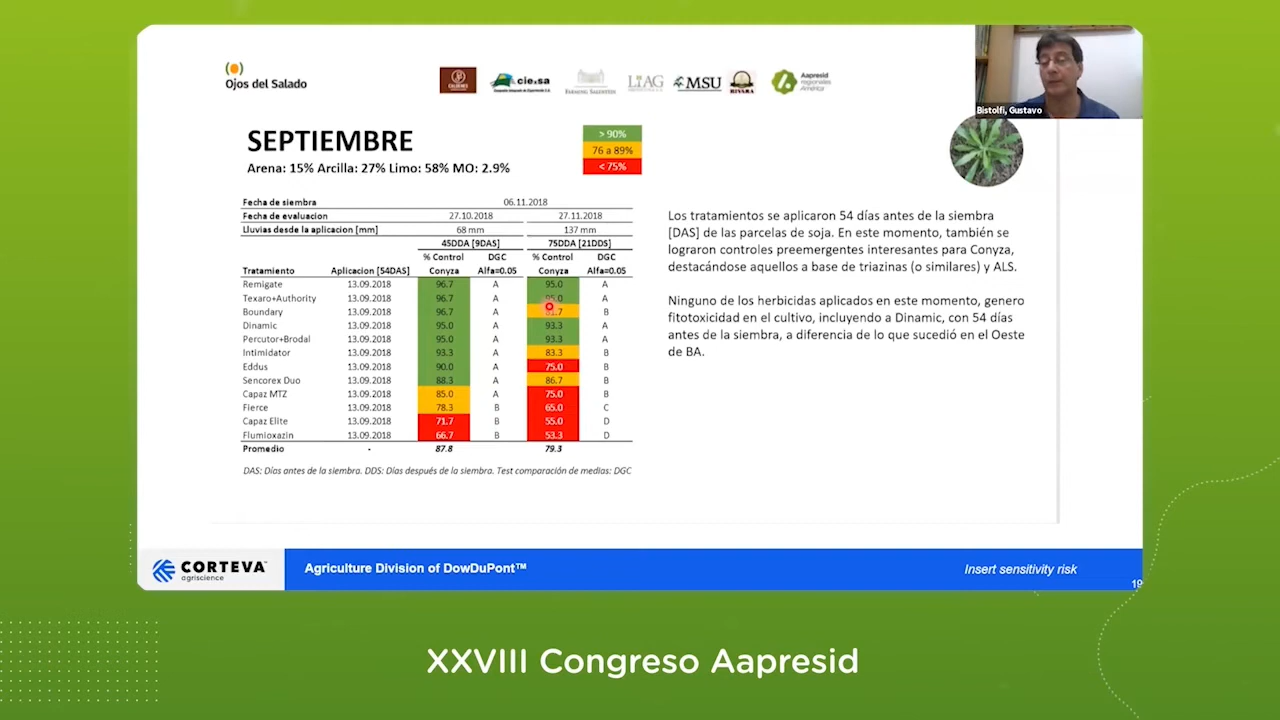 Ojos del Salado
cie.sa
LIAG
MSU
RIVARA
Aapresid
regionales
América
Bistolfi, Gustavo
SEPTIEMBRE
Arena: 15% Arcilla: 27% Limo: 58% MO: 2.9%
> 90%
76 a 89%
< 75%
Fecha de siembra 06.11.2018
Fecha de evaluacion 27.10.2018 27.11.2018
Lluvias desde la aplicacion [mm] 68 mm 137 mm
45DDA [9DAS] 75DDA [21DDS]
% Control DGC % Control DGC
Tratamiento Aplicacion [54DAS] Conyza Alfa=0.05 Conyza Alfa=0.05
Remigate 13.09.2018 96.7 A 95.0 A
Texaro+Authority 13.09.2018 96.7 A A
Boundary 13.09.2018 96.7 A B
Dinamic 13.09.2018 95.0 A 93.3 A
Percutor+Brodal 13.09.2018 95.0 A 93.3 A
Intimidator 13.09.2018 93.3 A 83.3 B
Eddus 13.09.2018 90.0 A 75.0 B
Sencorex Duo 13.09.2018 88.3 A 86.7 B
Capaz MTZ 13.09.2018 85.0 A 75.0 B
Fierce 13.09.2018 78.3 B 65.0 C
Capaz Elite 13.09.2018 71.7 B 55.0 D
Flumioxazin 13.09.2018 66.7 B 53.3 D
Promedio - 87.8 79.3
DAS: Días antes de la siembra. DDS: Días después de la siembra. Test comparación de medias: DGC
Los tratamientos se aplicaron 54 días antes de la siembra
[DAS] de las parcelas de soja. En este momento, también se
lograron controles preemergentes interesantes para Conyza,
destacándose aquellos a base de triazinas (o similares) y ALS.
Ninguno de los herbicidas aplicados en este momento, genero
fitotoxicidad en el cultivo, incluyendo a Dinamic, con 54 días
antes de la siembra, a diferencia de lo que sucedió en el Oeste
de BA.
CORTEVA™
agriscience
Agriculture Division of DowDuPont™
Insert sensitivity risk
19
XXVIII Congreso Aapresid